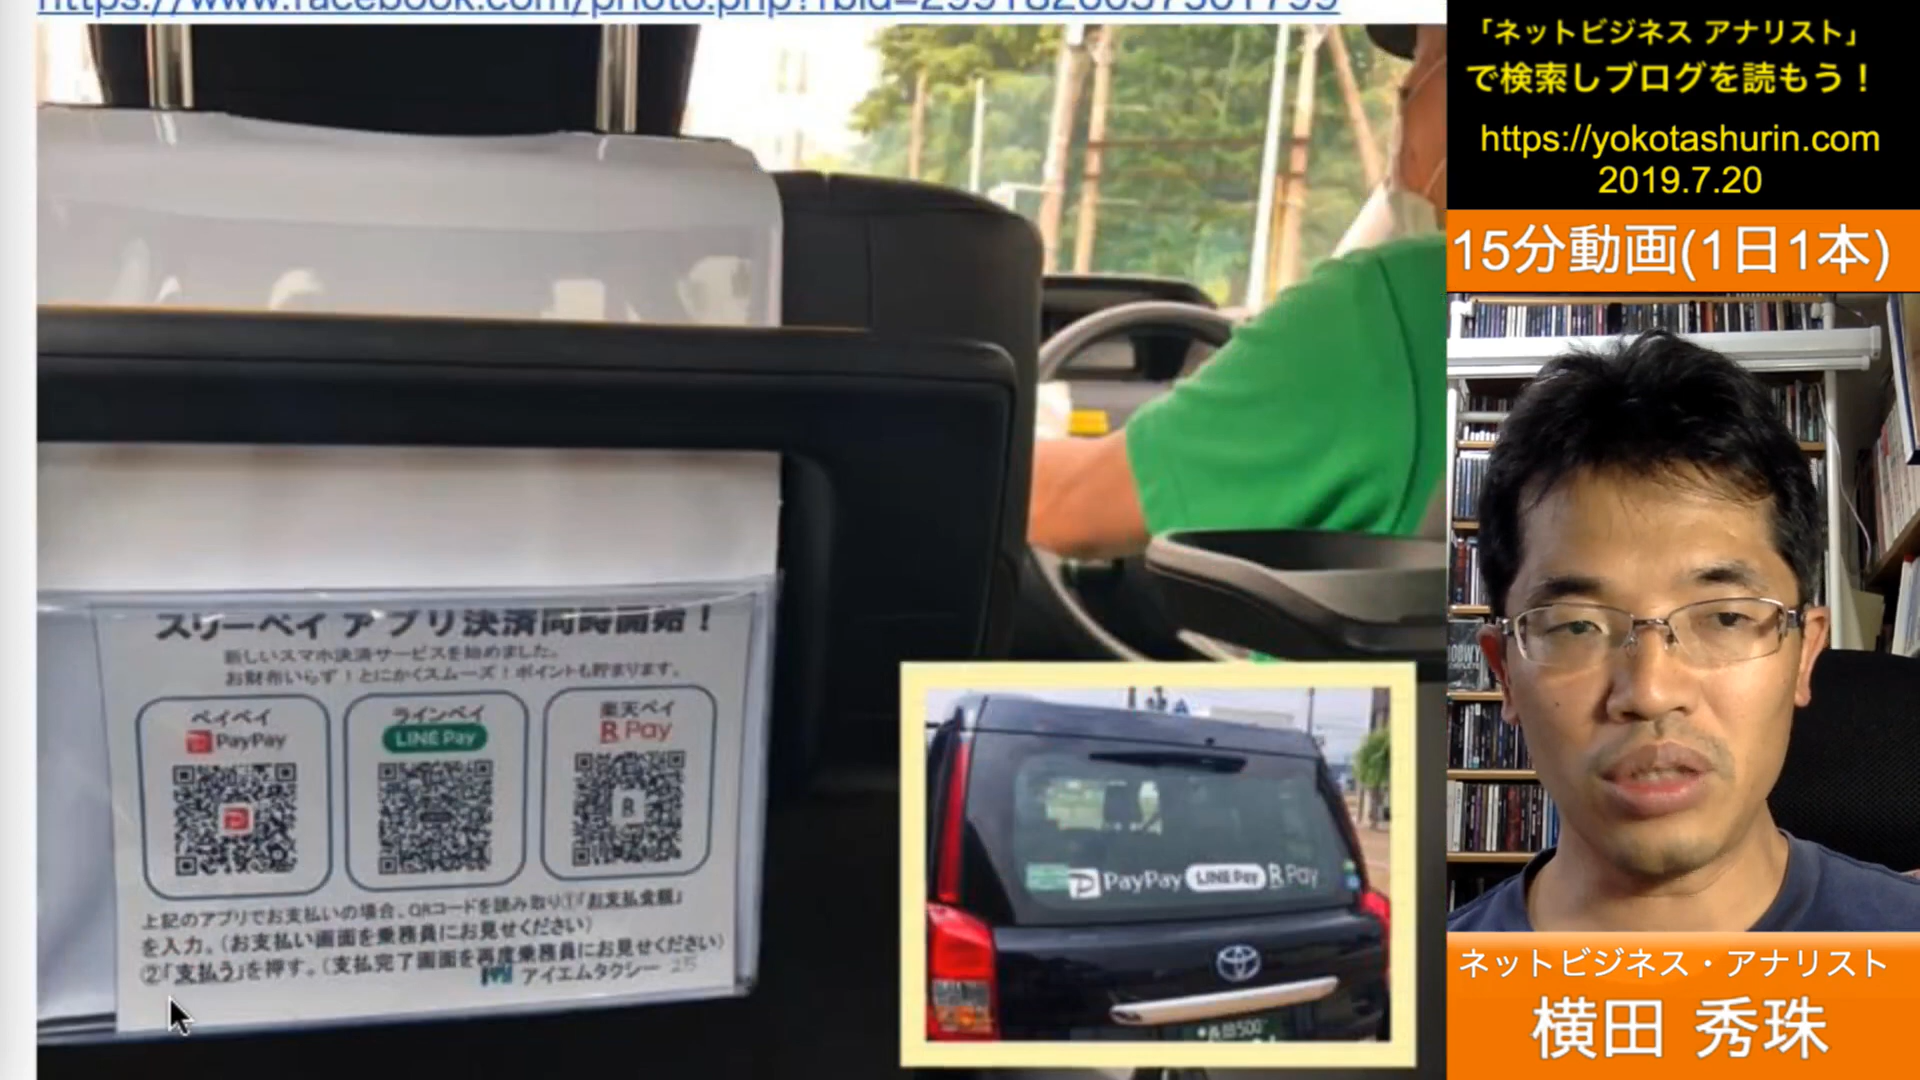 https://www.facebook.com/photo.php?fbid=2991826037501799
スリーペイ アプリ決済同時開始！
新しいスマホ決済サービスを始めました。
お財布いらず！とにかくスムーズ！ポイントも貯まります。
ペイペイ
PayPay
ラインペイ
LINE Pay
楽天ペイ
R Pay
上記のアプリでお支払いの場合、QRコードを読み取り①「お支払金額」
を入力。（お支払い画面を乗務員にお見せください）
②「支払う」を押す。（支払完了画面を再度乗務員にお見せください）
アイエムタクシー 25
PayPay LINE Pay R Pay
「ネットビジネス アナリスト」
で検索しブログを読もう！
https://yokotashurin.com
2019.7.20
15分動画(1日1本)
ネットビジネス・アナリスト
横田 秀珠